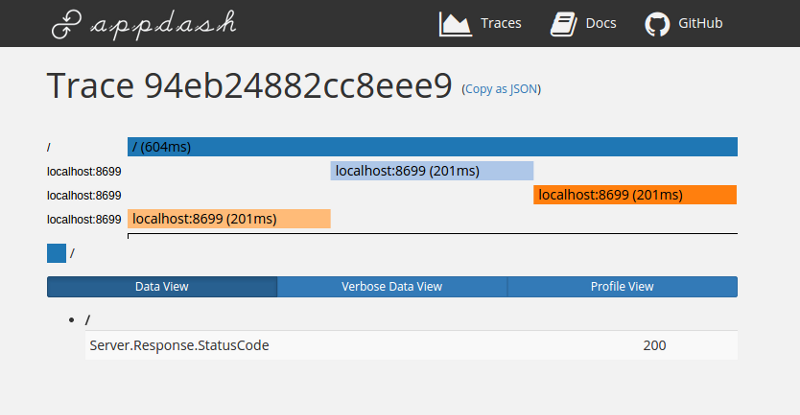 appdash Traces Docs GitHub
Trace 94eb24882cc8eee9 (Copy as JSON)
/ / (604ms)
localhost:8699 localhost:8699 (201ms)
localhost:8699 localhost:8699 (201ms)
localhost:8699 localhost:8699 (201ms)
/
Data View Verbose Data View Profile View
• /
Server.Response.StatusCode 200